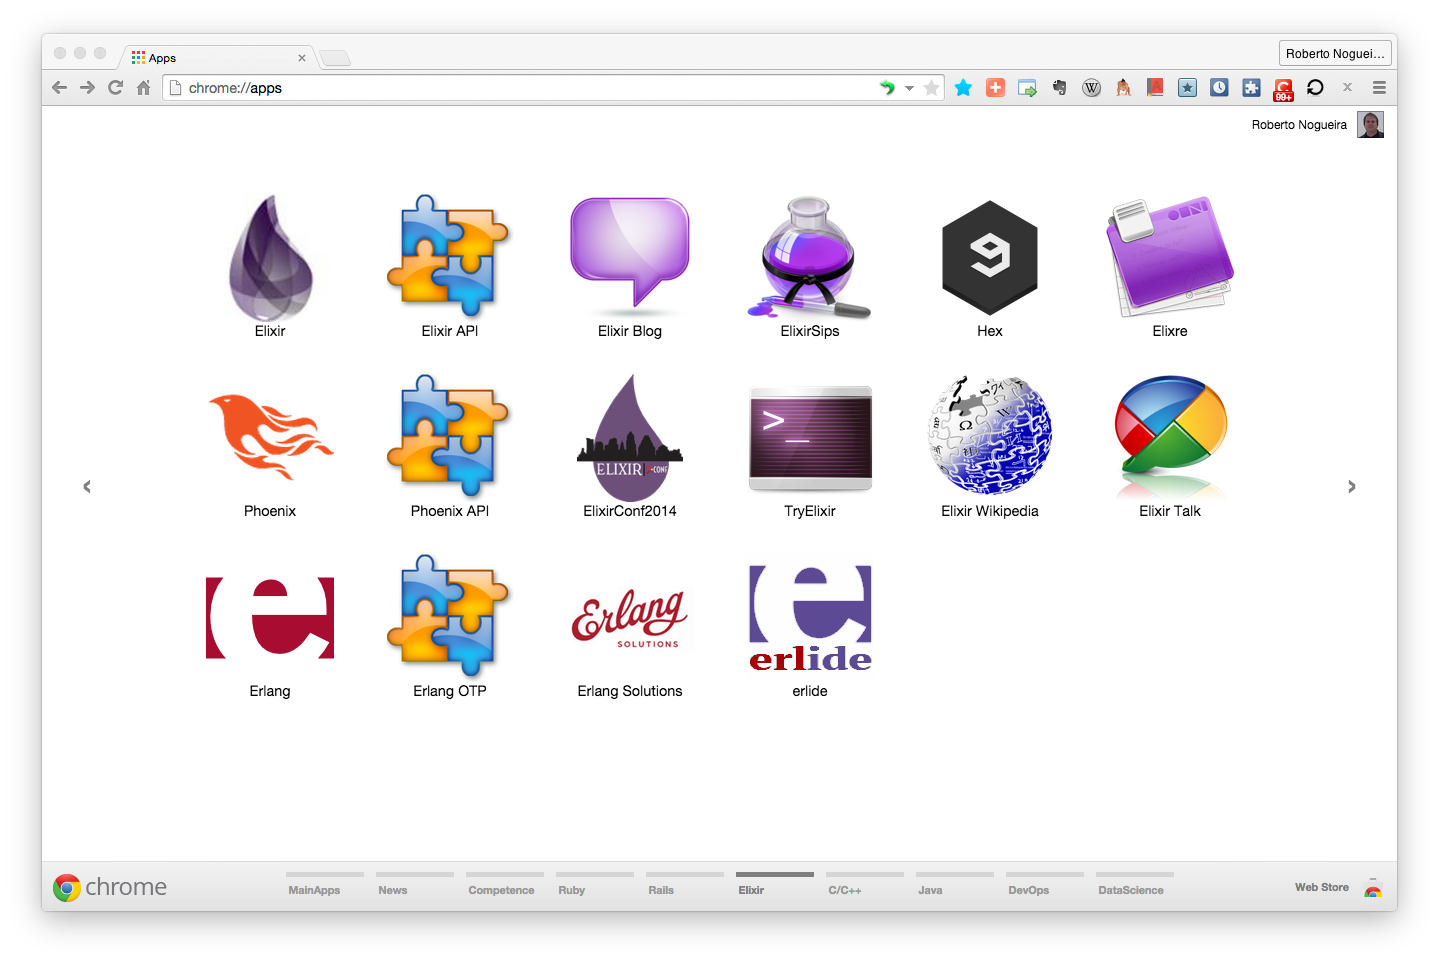 Apps
Roberto Noguei...
chrome://apps
W
99+
Roberto Nogueira
Elixir
Elixir API
Elixir Blog
ElixirSips
Hex
Elixre
>_
ELIXIR CONF
Phoenix
Phoenix API
ElixirConf2014
TryElixir
Elixir Wikipedia
Elixir Talk
e
Erlang
SOLUTIONS
e
erlide
Erlang
Erlang OTP
Erlang Solutions
erlide
chrome
MainApps
News
Competence
Ruby
Rails
Elixir
C/C++
Java
DevOps
DataScience
Web Store